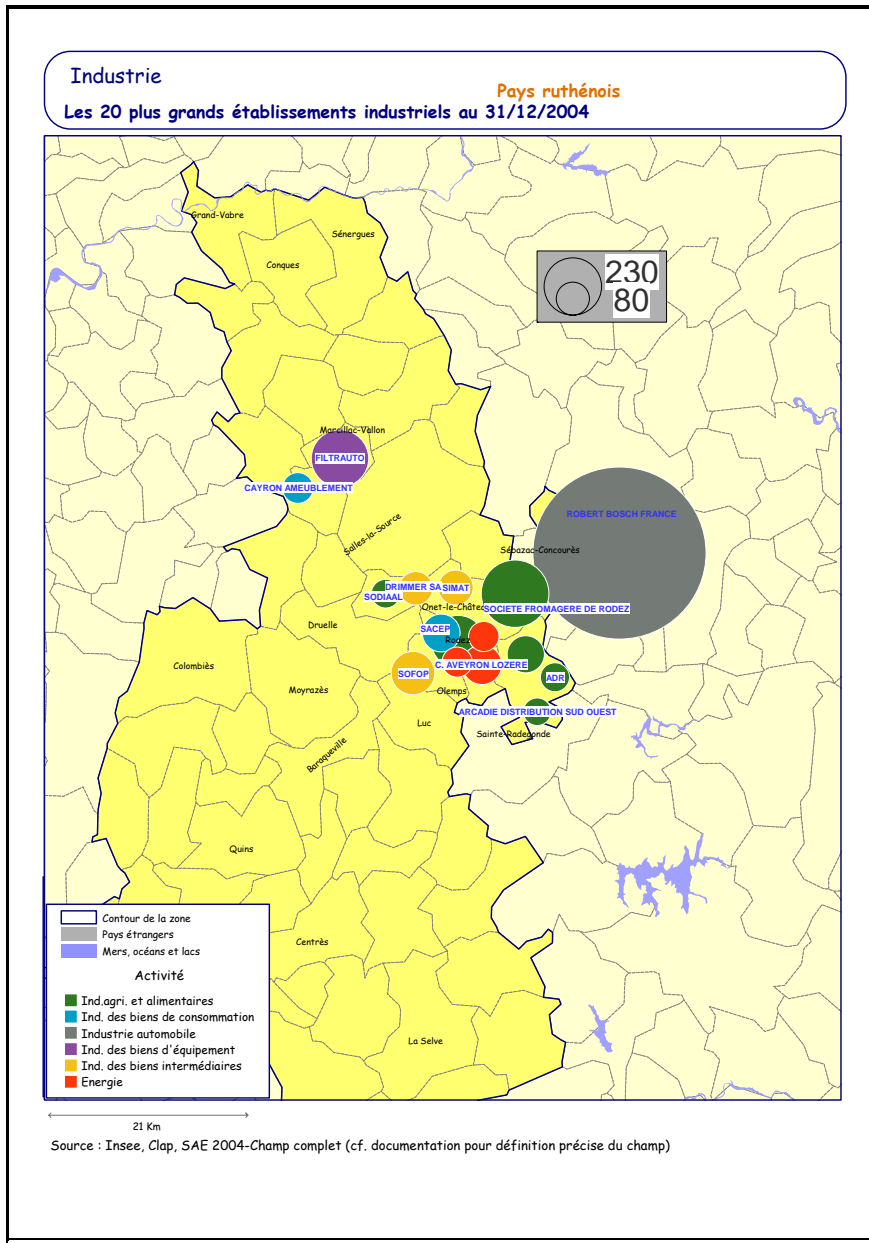 Industrie
Pays ruthénois
Les 20 plus grands établissements industriels au 31/12/2004
Grand-Vabre
Sénergues
Conques
230
80
Marcillac-Vallon
FILTRAUTO
CAYRON AMEUBLEMENT
ROBERT BOSCH FRANCE
Salles-la-Source
Sébazac-Concourès
DRIMMER SA
SIMAT
SODIAAL
Onet-le-Châte
SOCIETE FROMAGERE DE RODEZ
Druelle
SACEP
Rodez
Colombiès
C. AVEYRON LOZERE
SOFOP
ADR
Moyrazès
Olemps
ARCADIE DISTRIBUTION SUD OUEST
Luc
Sainte-Radegonde
Baraqueville
Quins
Centrès
La Selve
Contour de la zone
Pays étrangers
Mers, océans et lacs
Activité
Ind.agri. et alimentaires
Ind. des biens de consommation
Industrie automobile
Ind. des biens d'équipement
Ind. des biens intermédiaires
Energie
21 Km
Source : Insee, Clap, SAE 2004-Champ complet (cf. documentation pour définition précise du champ)